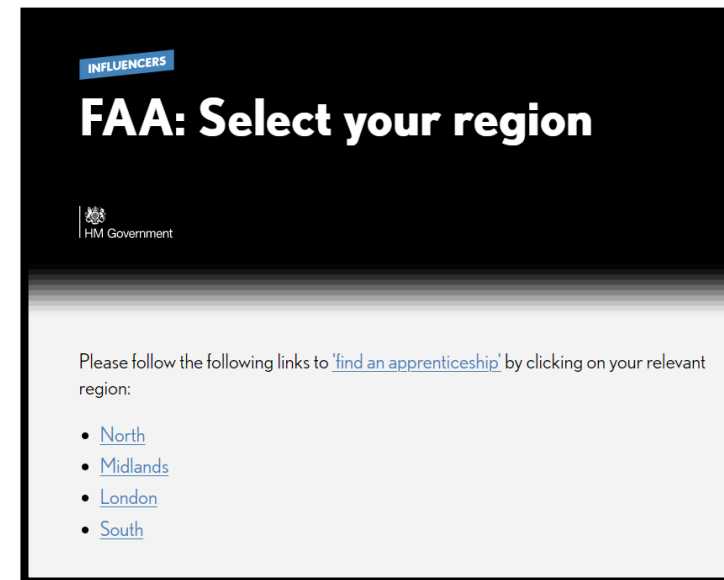 INFLUENCERS
FAA: Select your region
HM Government
Please follow the following links to 'find an apprenticeship' by clicking on your relevant
region:
North
Midlands
London
South